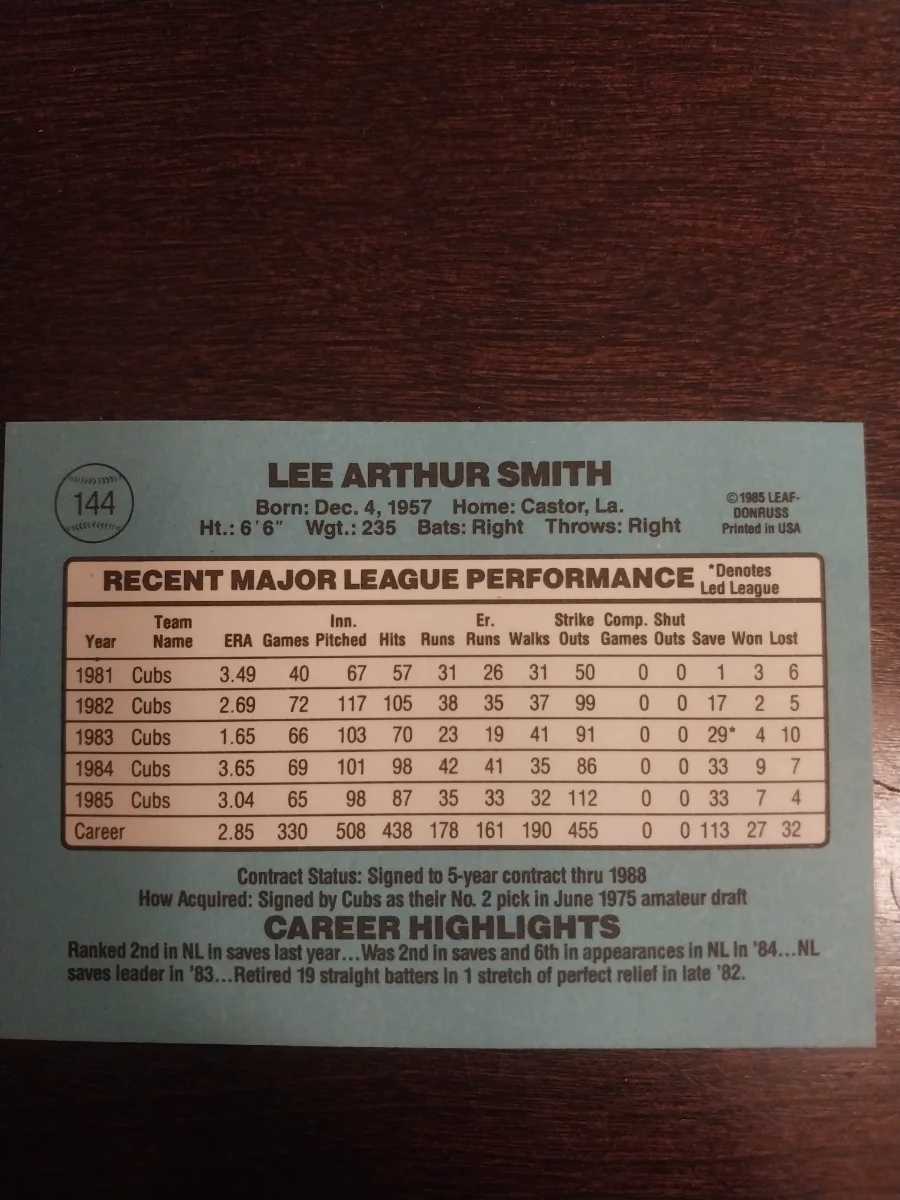 144
LEE ARTHUR SMITH
Born: Dec. 4, 1957 Home: Castor, La.
Ht.: 6'6" Wgt.: 235 Bats: Right Throws: Right
©1985 LEAF-
DONRUSS
Printed in USA
RECENT MAJOR LEAGUE PERFORMANCE *Denotes
Led League
Year Team Name ERA Games Inn. Pitched Hits Runs Er. Runs Walks Strike Outs Comp. Games Shut Outs Save Won Lost
1981 Cubs 3.49 40 67 57 31 26 31 50 0 0 1 3 6
1982 Cubs 2.69 72 117 105 38 35 37 99 0 0 17 2 5
1983 Cubs 1.65 66 103 70 23 19 41 91 0 0 29* 4 10
1984 Cubs 3.65 69 101 98 42 41 35 86 0 0 33 9 7
1985 Cubs 3.04 65 98 87 35 33 32 112 0 0 33 7 4
Career 2.85 330 508 438 178 161 190 455 0 0 113 27 32
Contract Status: Signed to 5-year contract thru 1988
How Acquired: Signed by Cubs as their No. 2 pick in June 1975 amateur draft
CAREER HIGHLIGHTS
Ranked 2nd in NL in saves last year...Was 2nd in saves and 6th in appearances in NL in '84...NL
saves leader in '83...Retired 19 straight batters in 1 stretch of perfect relief in late '82.